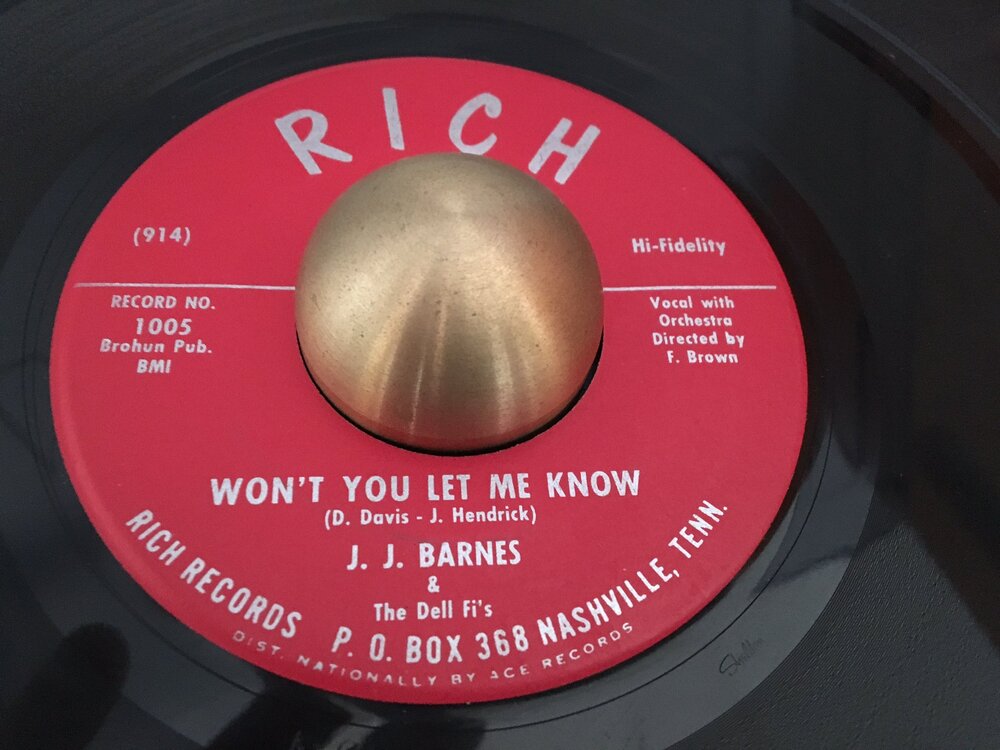 RICH
(914)
Hi-Fidelity
RECORD NO.
1005
Brohun Pub.
BMI
Vocal with
Orchestra
Directed by
F. Brown
WON'T YOU LET ME KNOW
(D. Davis - J. Hendrick)
J. J. BARNES
&
The Dell Fi's
RICH RECORDS P. O. BOX 368 NASHVILLE, TENN.
DIST. NATIONALLY BY ACE RECORDS